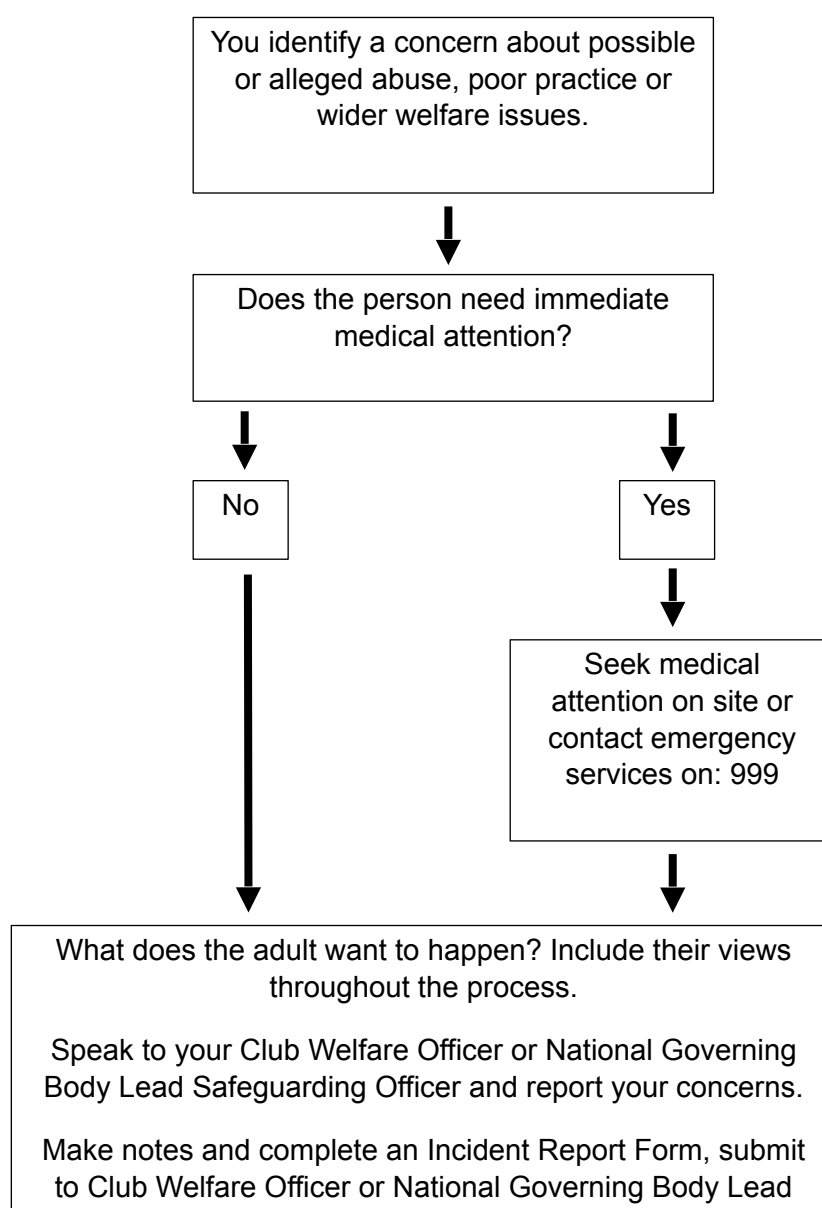 You identify a concern about possible
or alleged abuse, poor practice or
wider welfare issues.
Does the person need immediate
medical attention?
No
Yes
Seek medical
attention on site or
contact emergency
services on: 999
What does the adult want to happen? Include their views
throughout the process.
Speak to your Club Welfare Officer or National Governing
Body Lead Safeguarding Officer and report your concerns.
Make notes and complete an Incident Report Form, submit
to Club Welfare Officer or National Governing Body Lead